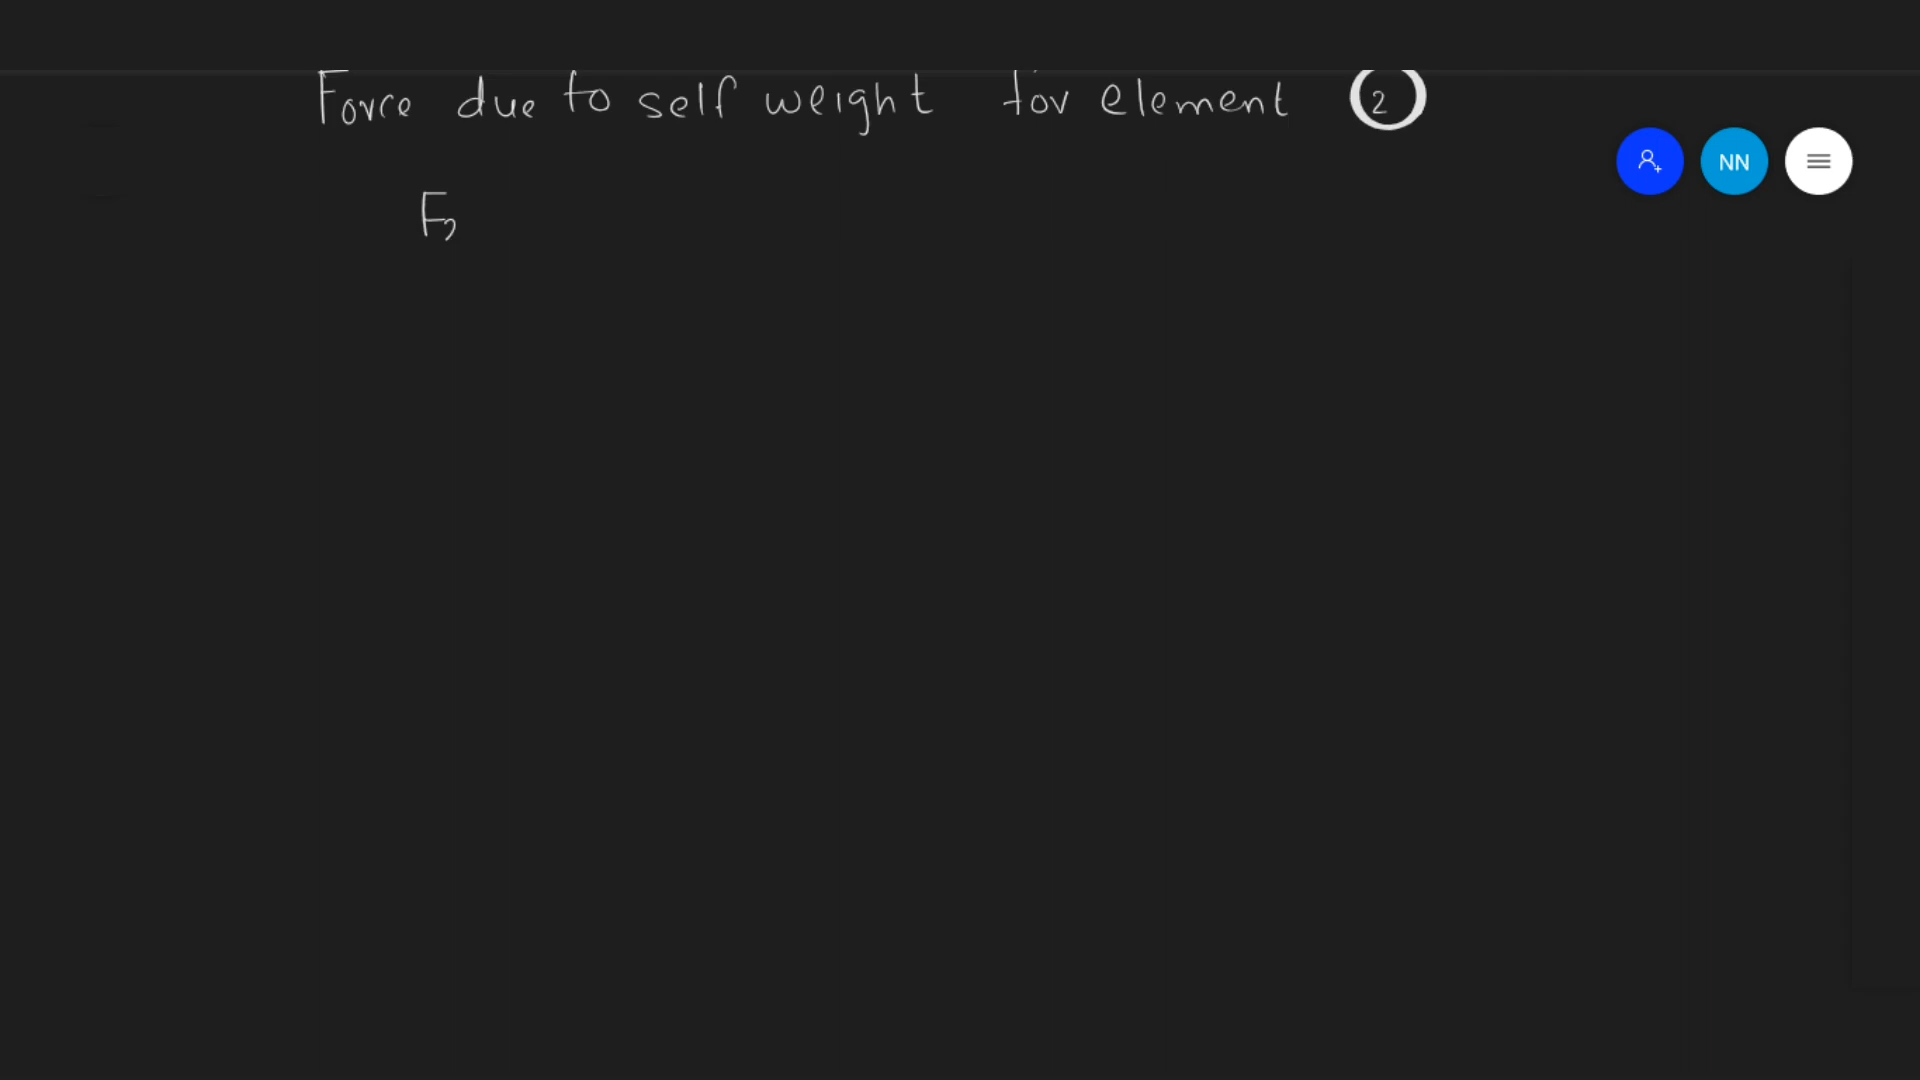 Force due to self weight for element ②
NN
F2